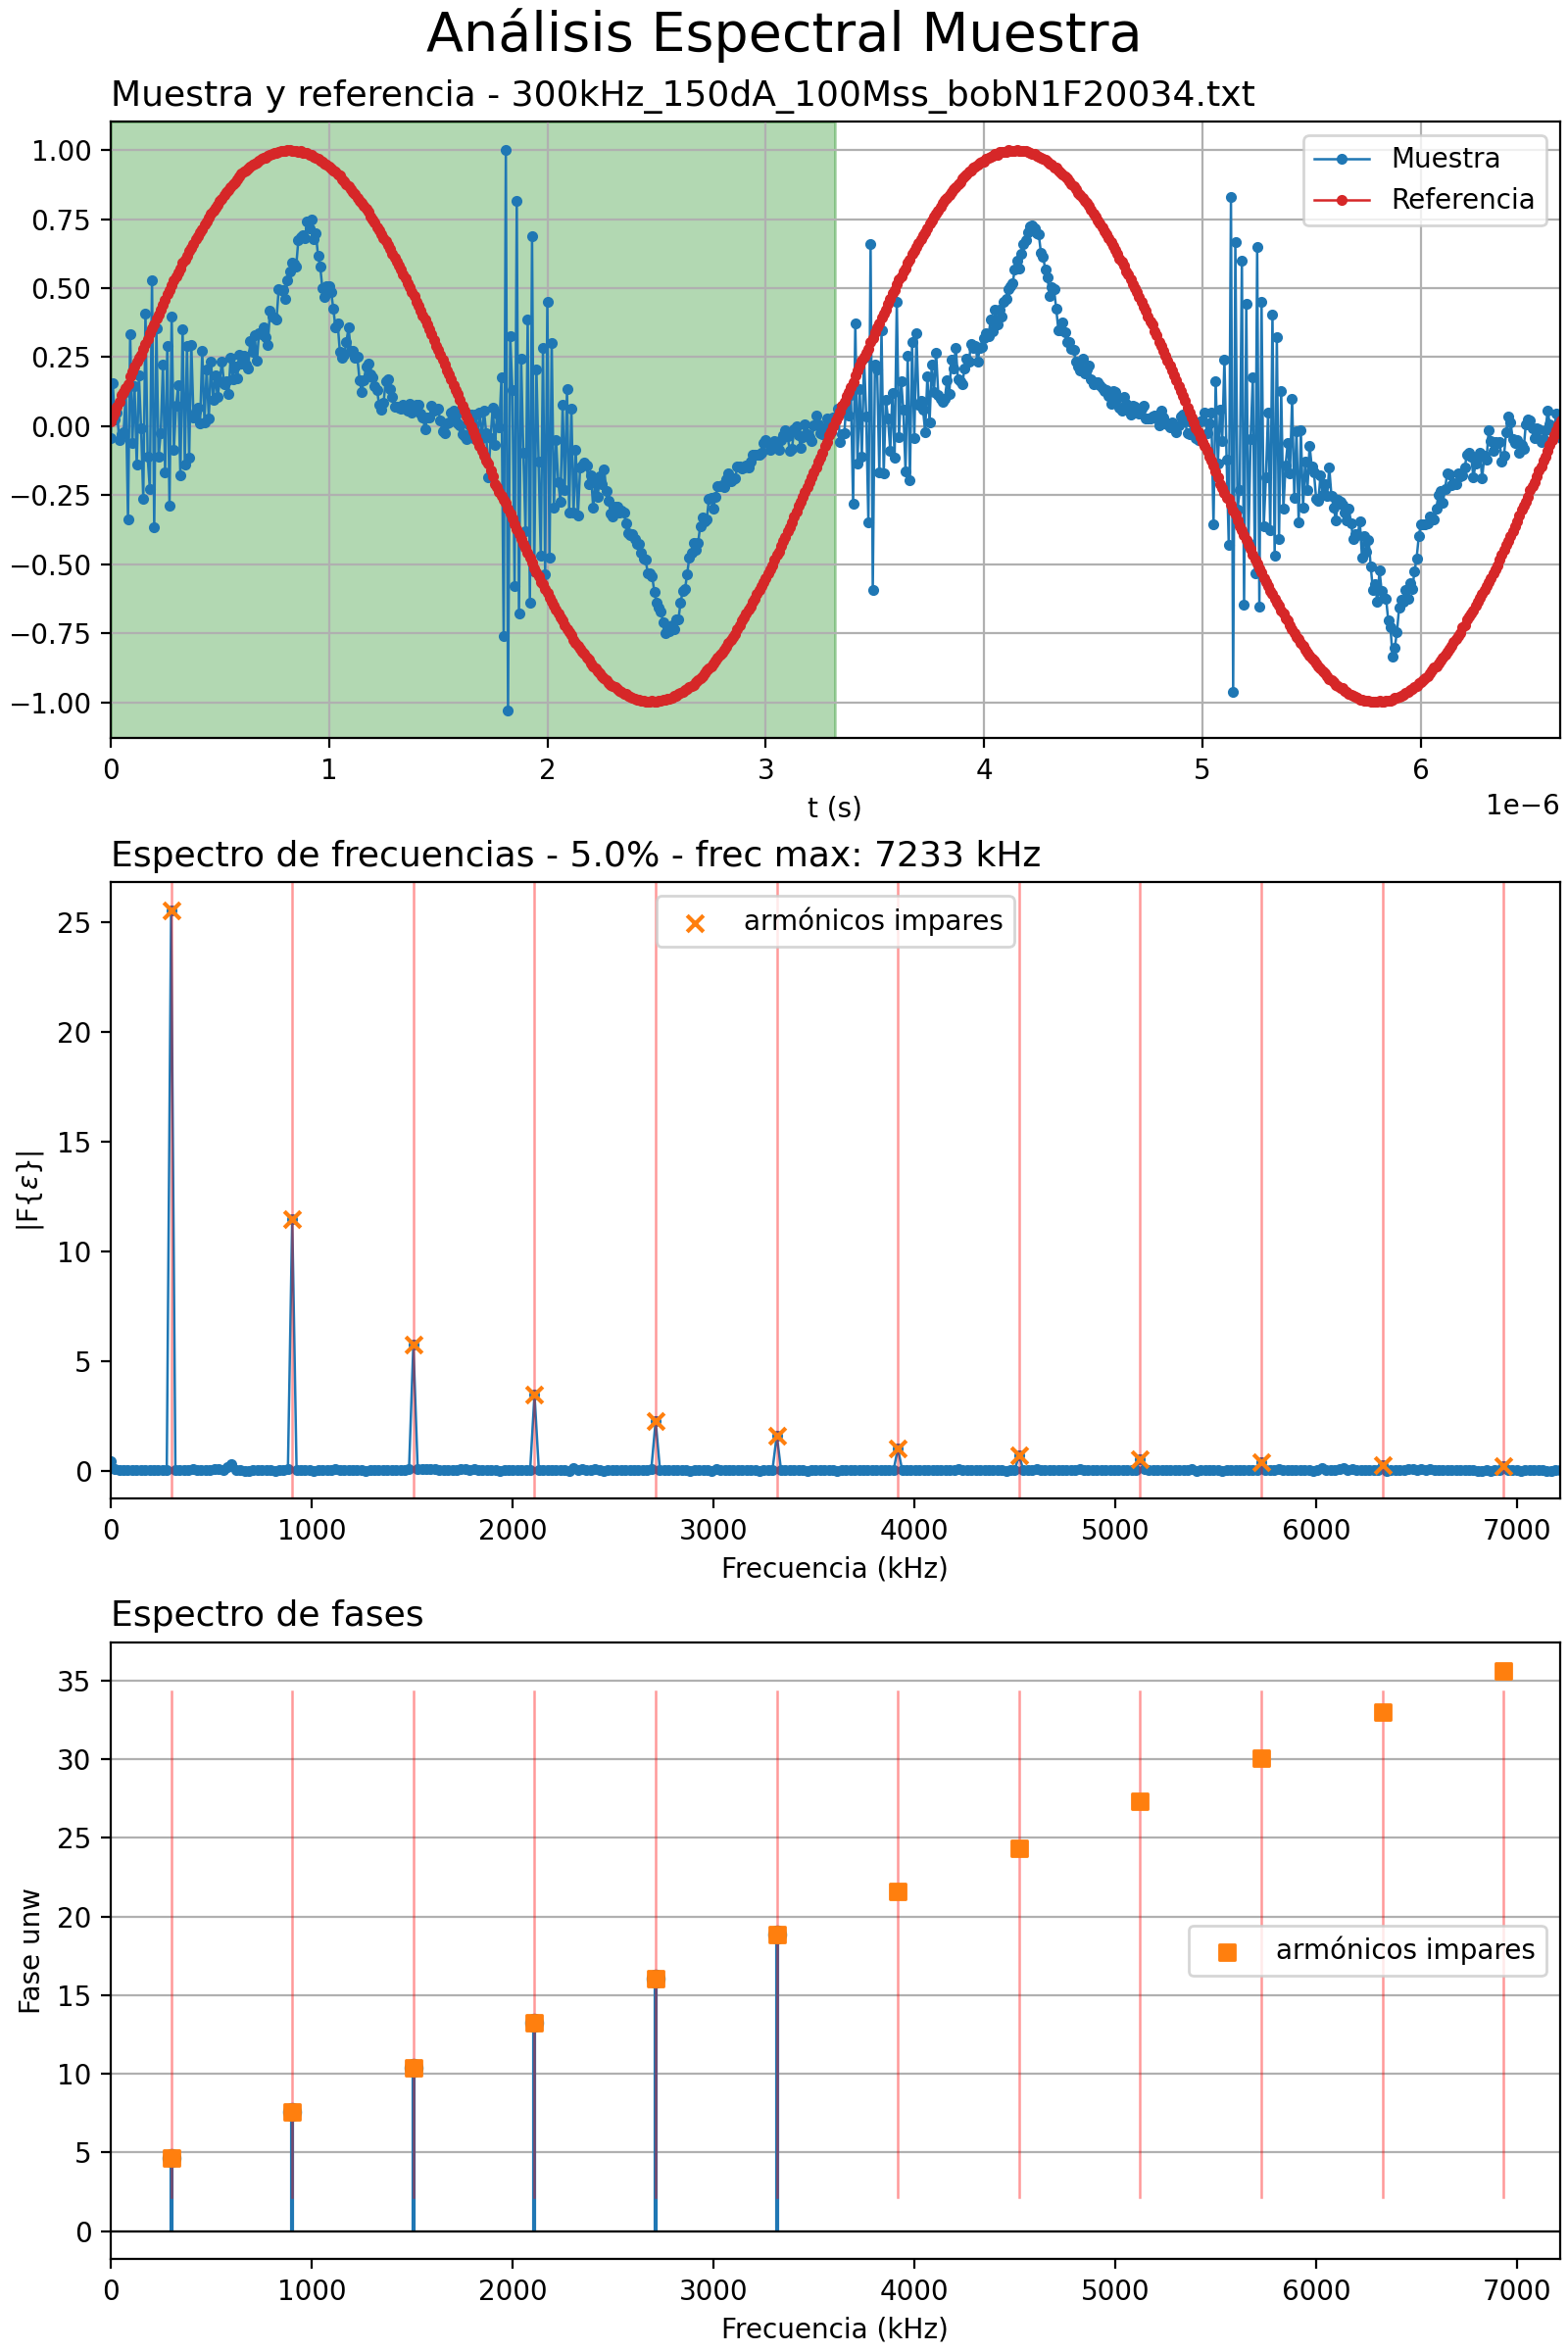 Análisis Espectral Muestra
Muestra y referencia - 300kHz_150dA_100Mss_bobN1F20034.txt
1.00
0.75
0.50
0.25
0.00
−0.25
−0.50
−0.75
−1.00
Muestra
Referencia
0 1 2 3 4 5 6
t (s)
1e−6
Espectro de frecuencias - 5.0% - frec max: 7233 kHz
|F{ε}|
25
20
15
10
5
0
armónicos impares
0 1000 2000 3000 4000 5000 6000 7000
Frecuencia (kHz)
Espectro de fases
Fase unw
35
30
25
20
15
10
5
0
armónicos impares
0 1000 2000 3000 4000 5000 6000 7000
Frecuencia (kHz)